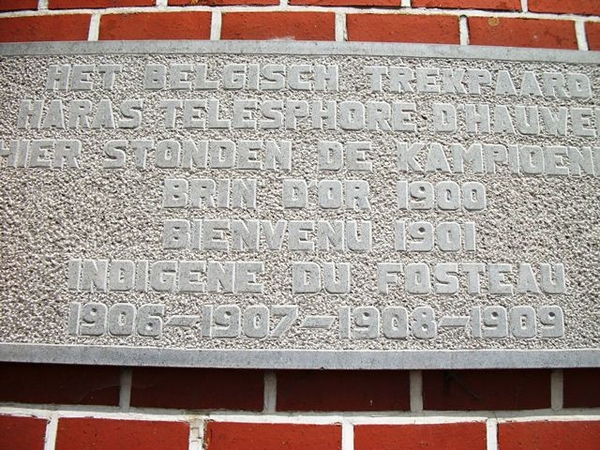 HET BELGISCH TREKPAARD
HARAS TELESPHORE-D'HAUWE
HIER STONDEN DE KAMPIOENEN
BRIN D'OR 1900
BIENVENU 1901
INDIGENE DU FOSTEAU
1906-1907-1908-1909